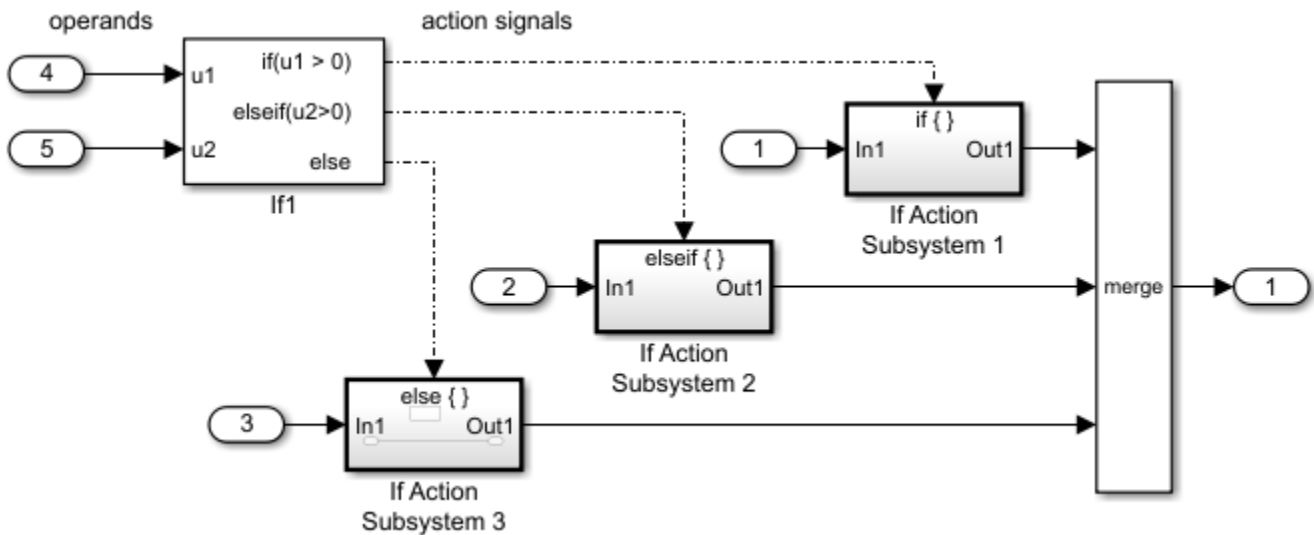 operands
action signals
4
u1
if(u1 > 0)
elseif(u2>0)
5
u2
else
If1
if { }
1
In1
Out1
If Action
Subsystem 1
elseif { }
2
In1
Out1
If Action
Subsystem 2
merge
1
else { }
3
In1
Out1
If Action
Subsystem 3